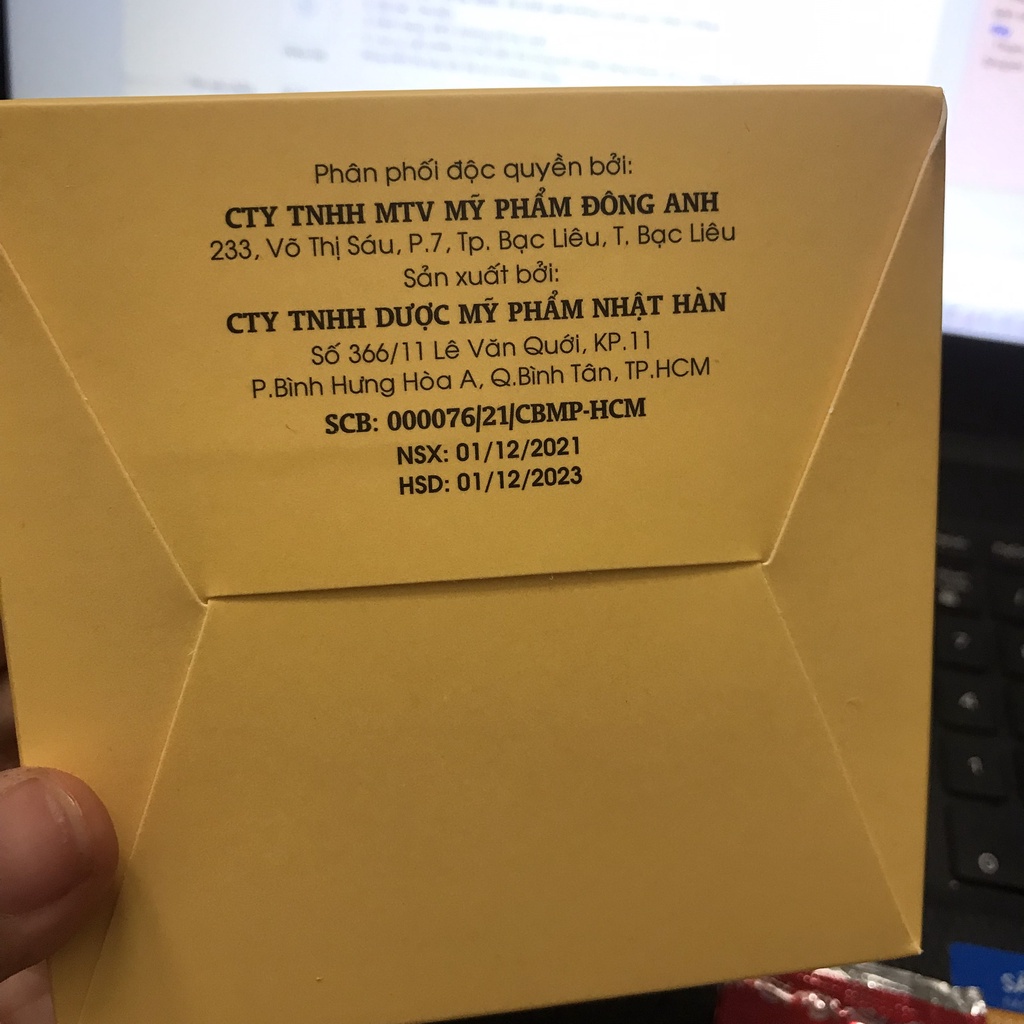 Phân phối độc quyền bởi:
CTY TNHH MTV MỸ PHẨM ĐÔNG ANH
233, Võ Thị Sáu, P.7, Tp. Bạc Liêu, T. Bạc Liêu
Sản xuất bởi:
CTY TNHH DƯỢC MỸ PHẨM NHẬT HÀN
Số 366/11 Lê Văn Quới, KP.11
P.Bình Hưng Hòa A, Q.Bình Tân, TP.HCM
SCB: 000076/21/CBMP-HCM
NSX: 01/12/2021
HSD: 01/12/2023